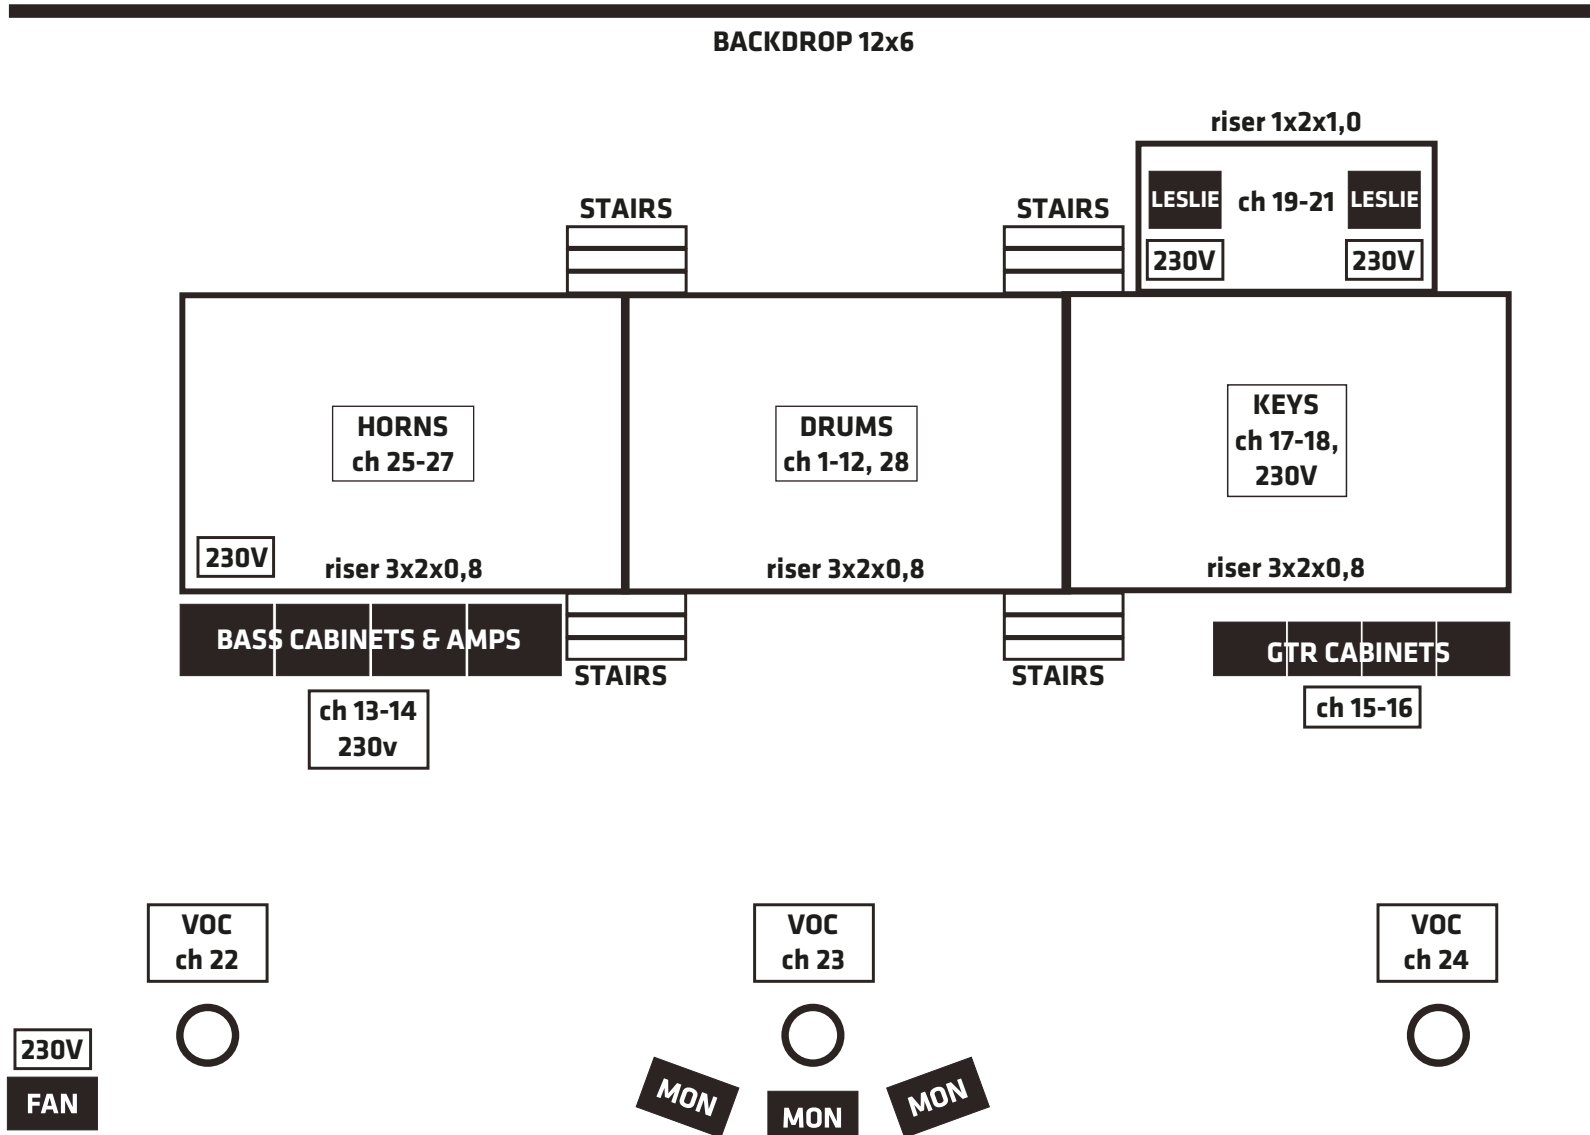 BACKDROP 12x6
riser 1x2x1,0
LESLIE
ch 19-21
LESLIE
230V
230V
STAIRS
STAIRS
HORNS
ch 25-27
230V
riser 3x2x0,8
DRUMS
ch 1-12, 28
riser 3x2x0,8
KEYS
ch 17-18,
230V
riser 3x2x0,8
BASS CABINETS & AMPS
ch 13-14
230v
STAIRS
STAIRS
GTR CABINETS
ch 15-16
VOC
ch 22
VOC
ch 23
VOC
ch 24
230V
FAN
MON
MON
MON